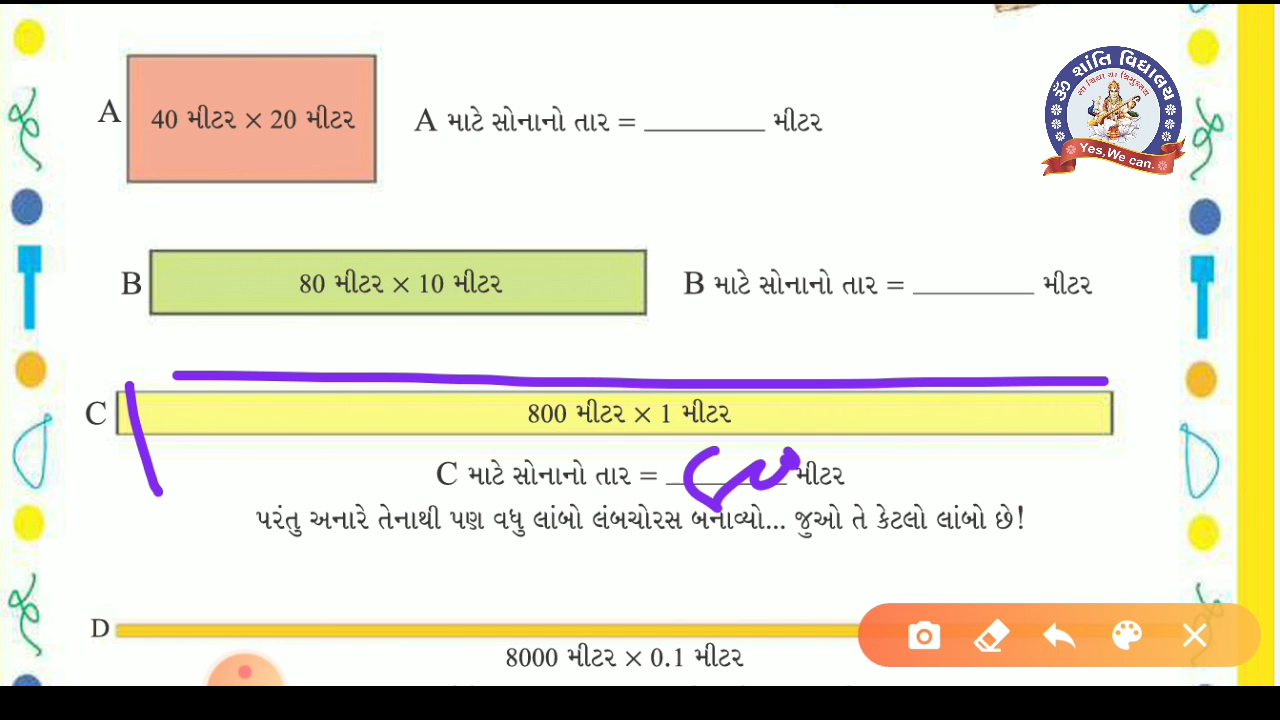 ૐ શાંતિ વિદ્યાલય
Yes, We can.
A
40 મીટર × 20 મીટર
A માટે સોનાનો તાર = ________ મીટર
B
80 મીટર × 10 મીટર
B માટે સોનાનો તાર = ________ મીટર
C
800 મીટર × 1 મીટર
C માટે સોનાનો તાર = ________ મીટર
પરંતુ અનારે તેનાથી પણ વધુ લાંબો લંબચોરસ બનાવ્યો... જુઓ તે કેટલો લાંબો છે!
D
8000 મીટર × 0.1 મીટર